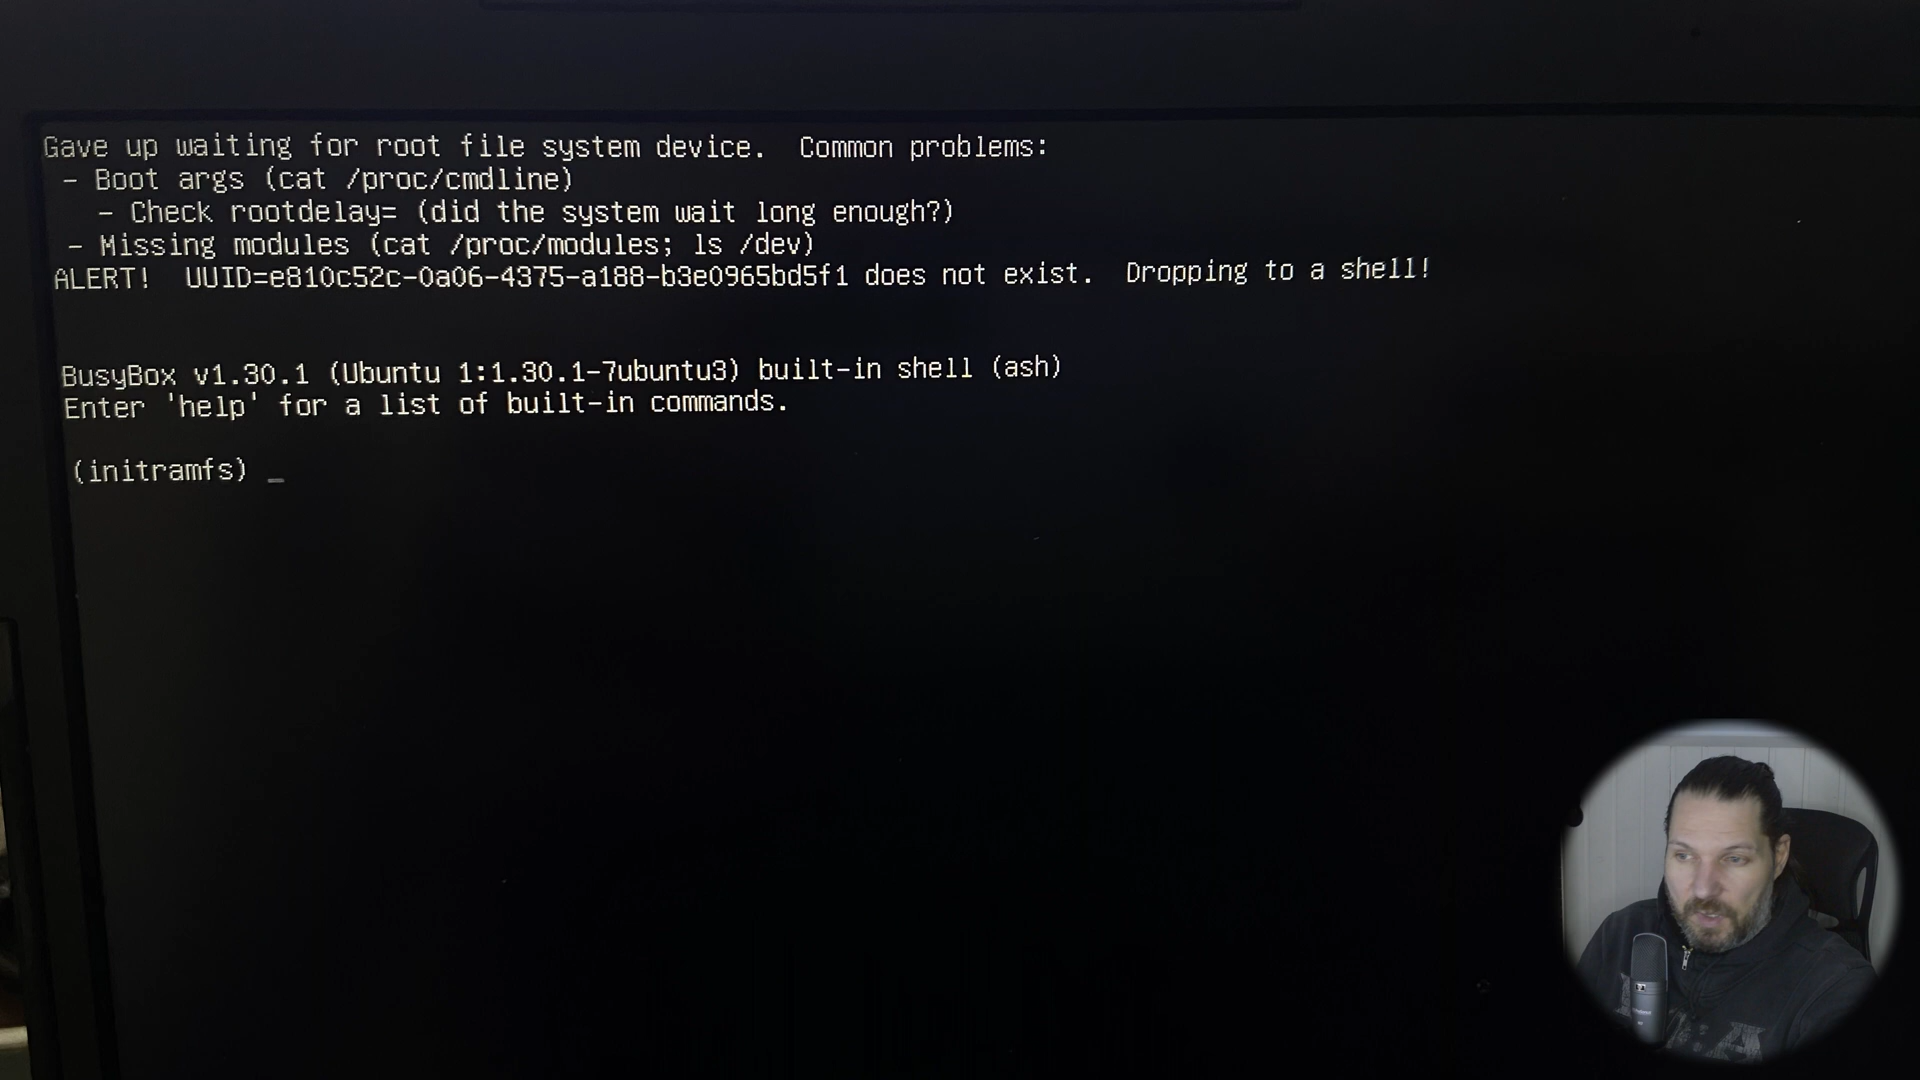 Gave up waiting for root file system device.  Common problems:
 - Boot args (cat /proc/cmdline)
   - Check rootdelay= (did the system wait long enough?)
 - Missing modules (cat /proc/modules; ls /dev)
ALERT!  UUID=e810c52c-0a06-4375-a188-b3e0965bd5f1 does not exist.  Dropping to a shell!
BusyBox v1.30.1 (Ubuntu 1:1.30.1-7ubuntu3) built-in shell (ash)
Enter 'help' for a list of built-in commands.
(initramfs) _